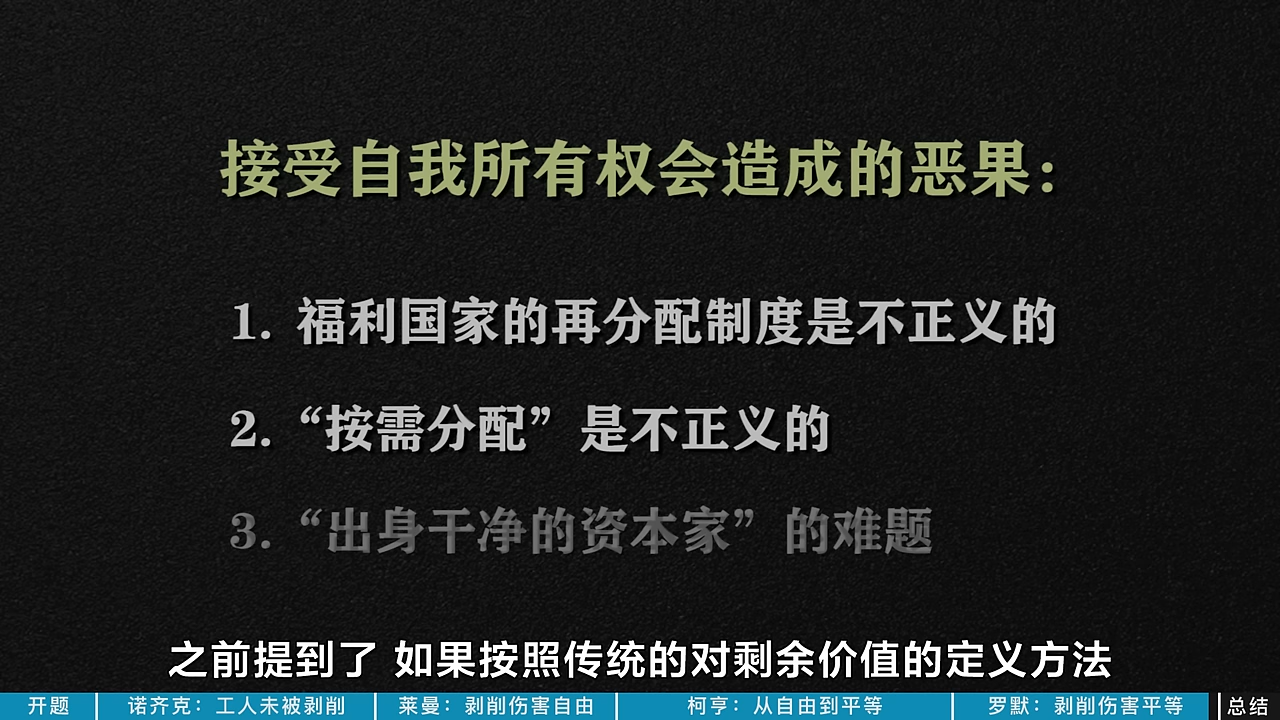 接受自我所有权会造成的恶果：
1. 福利国家的再分配制度是不正义的
2. “按需分配”是不正义的
3. “出身干净的资本家”的难题
之前提到了 如果按照传统的对剩余价值的定义方法
开题 诺齐克：工人未被剥削 莱曼：剥削伤害自由 柯亨：从自由到平等 罗默：剥削伤害平等 总结